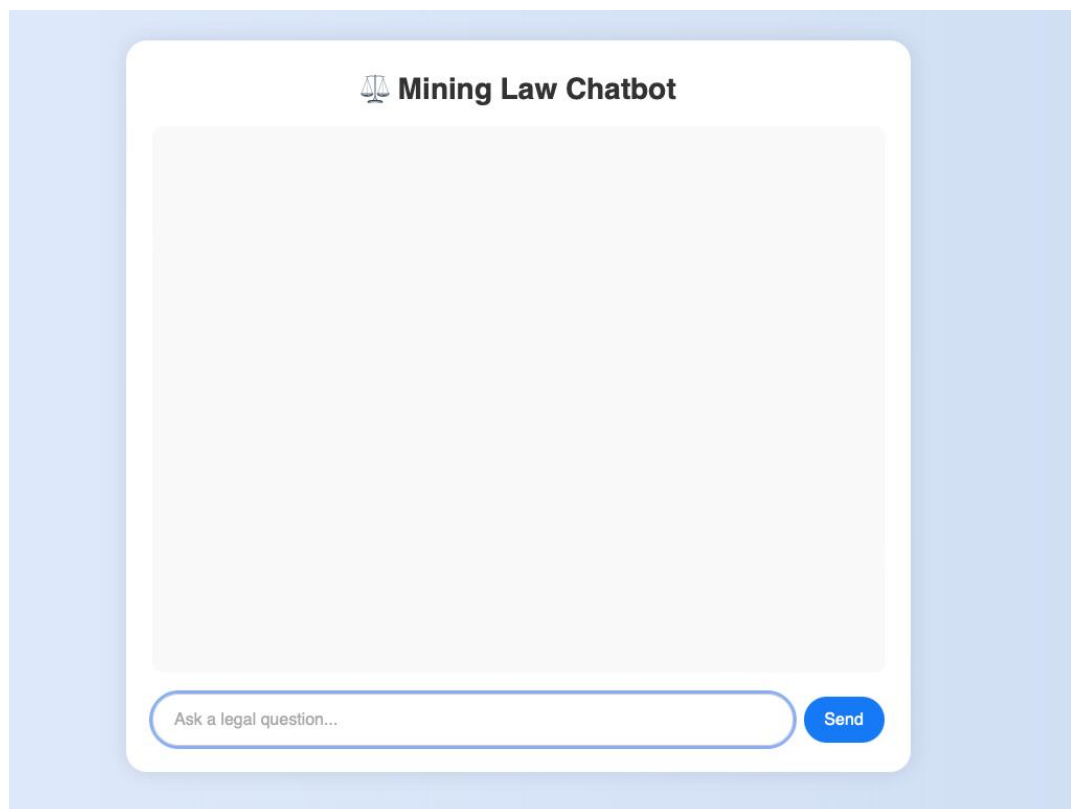 ⚖️ Mining Law Chatbot
Ask a legal question...
Send